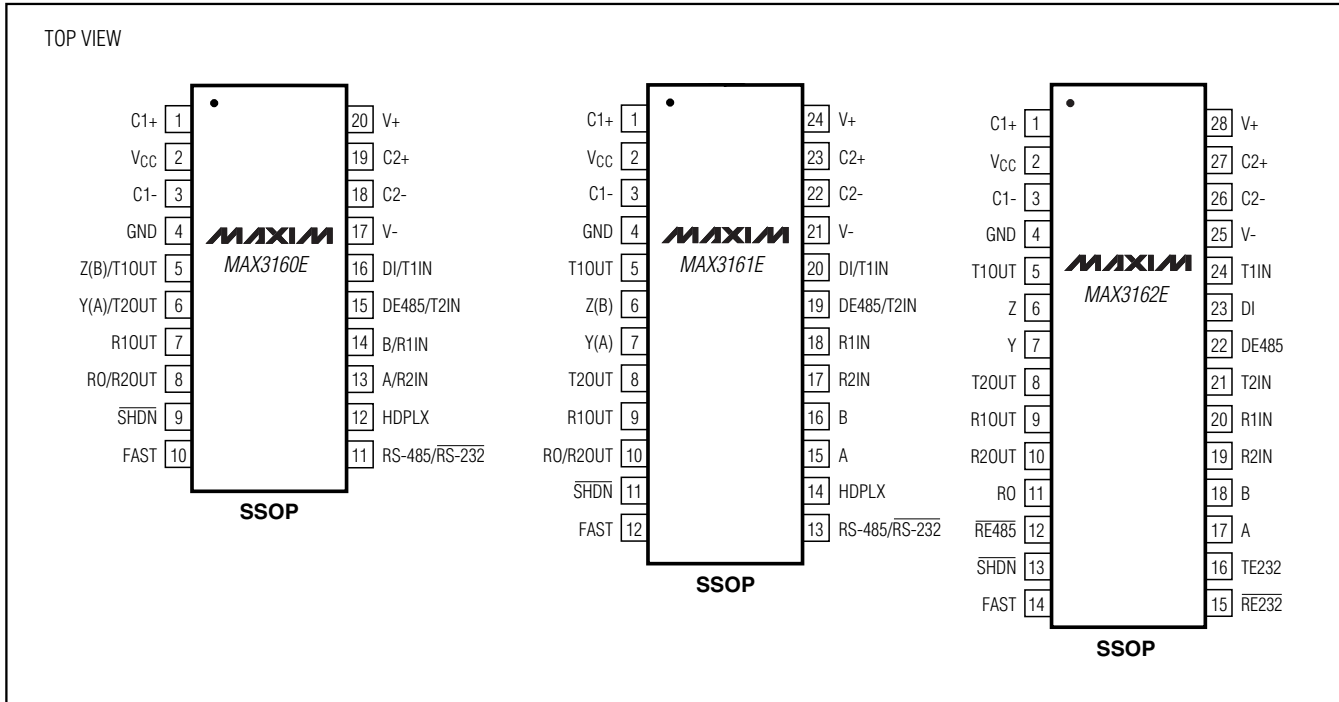 TOP VIEW
C1+ 1
VCC 2
C1- 3
GND 4
Z(B)/T1OUT 5
Y(A)/T2OUT 6
R1OUT 7
RO/R2OUT 8
SHDN 9
FAST 10
MAXIM
MAX3160E
20 V+
19 C2+
18 C2-
17 V-
16 DI/T1IN
15 DE485/T2IN
14 B/R1IN
13 A/R2IN
12 HDPLX
11 RS-485/RS-232
SSOP
C1+ 1
VCC 2
C1- 3
GND 4
T1OUT 5
Z(B) 6
Y(A) 7
T2OUT 8
R1OUT 9
RO/R2OUT 10
SHDN 11
FAST 12
MAXIM
MAX3161E
24 V+
23 C2+
22 C2-
21 V-
20 DI/T1IN
19 DE485/T2IN
18 R1IN
17 R2IN
16 B
15 A
14 HDPLX
13 RS-485/RS-232
SSOP
C1+ 1
VCC 2
C1- 3
GND 4
T1OUT 5
Z 6
Y 7
T2OUT 8
R1OUT 9
R2OUT 10
RO 11
RE485 12
SHDN 13
FAST 14
MAXIM
MAX3162E
28 V+
27 C2+
26 C2-
25 V-
24 T1IN
23 DI
22 DE485
21 T2IN
20 R1IN
19 R2IN
18 B
17 A
16 TE232
15 RE232
SSOP